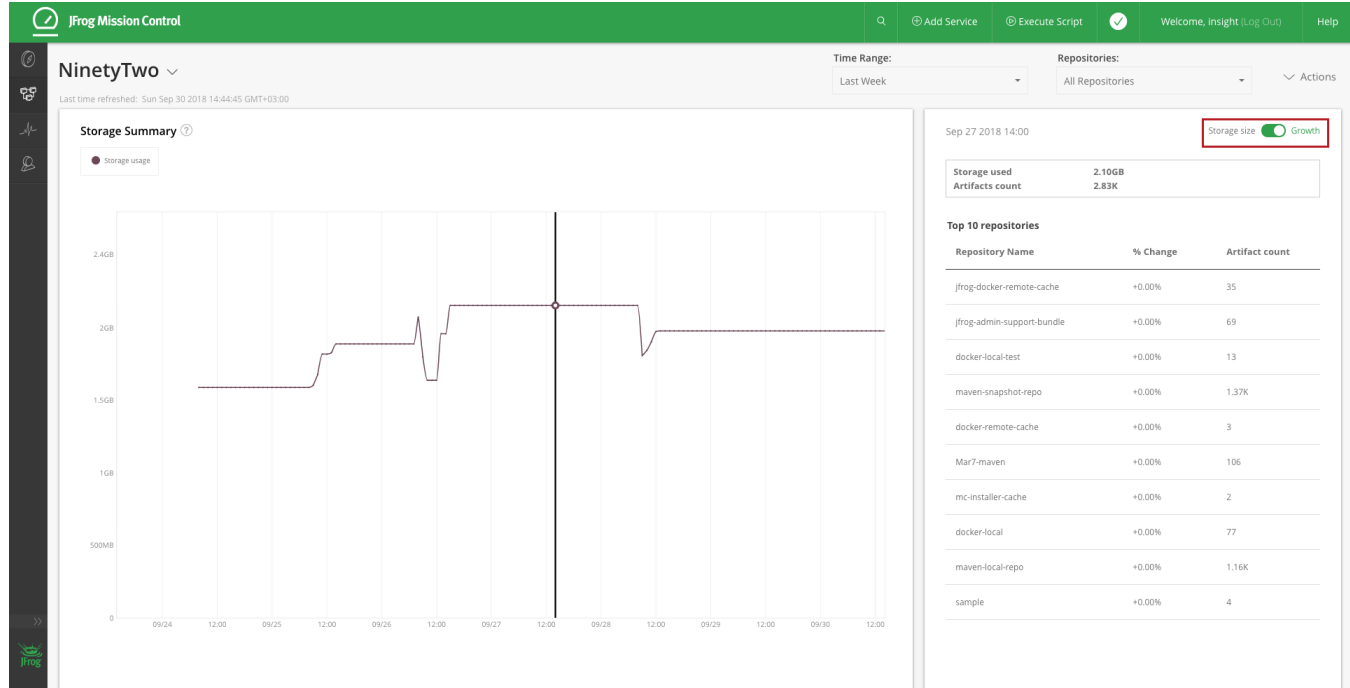 JFrog Mission Control
Add Service
Execute Script
Welcome, insight (Log Out)
Help
NinetyTwo
Time Range:
Last Week
Repositories:
All Repositories
Actions
Last time refreshed: Sun Sep 30 2018 14:44:45 GMT+03:00
Storage Summary ?
Storage usage
2.4GB
2GB
1.5GB
1GB
500MB
0
09/24 12:00 09/25 12:00 09/26 12:00 09/27 12:00 09/28 12:00 09/29 12:00 09/30 12:00
Sep 27 2018 14:00
Storage size Growth
Storage used 2.10GB
Artifacts count 2.83K
Top 10 repositories
Repository Name % Change Artifact count
jfrog-docker-remote-cache +0.00% 35
jfrog-admin-support-bundle +0.00% 69
docker-local-test +0.00% 13
maven-snapshot-repo +0.00% 1.37K
docker-remote-cache +0.00% 3
Mar7-maven +0.00% 106
mc-installer-cache +0.00% 2
docker-local +0.00% 77
maven-local-repo +0.00% 1.16K
sample +0.00% 4
JFrog